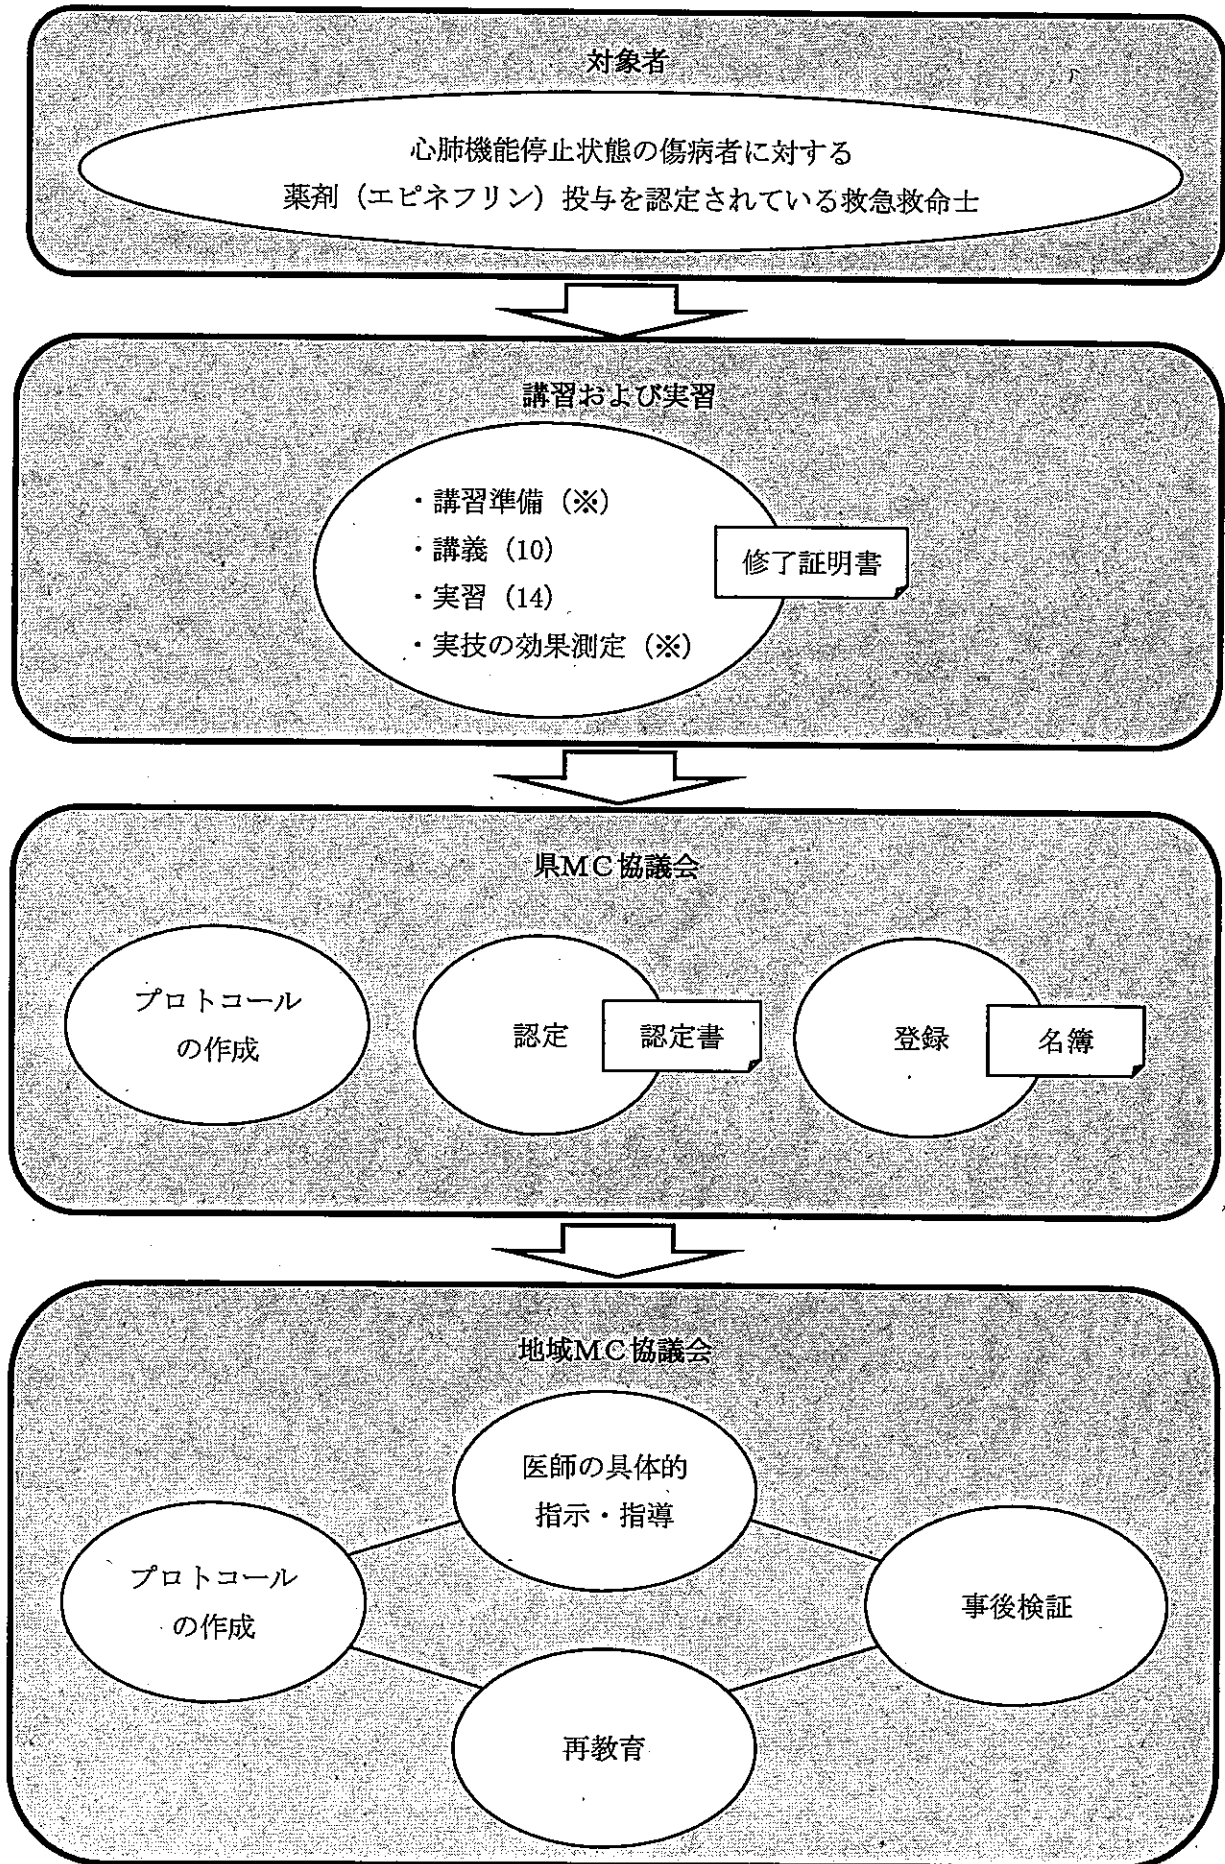 対象者
心肺機能停止状態の傷病者に対する
薬剤（エピネフリン）投与を認定されている救急救命士
講習および実習
・講習準備（※）
・講義（10）
・実習（14）
・実技の効果測定（※）
修了証明書
県MC協議会
プロトコール
の作成
認定
認定書
登録
名簿
地域MC協議会
医師の具体的
指示・指導
プロトコール
の作成
事後検証
再教育